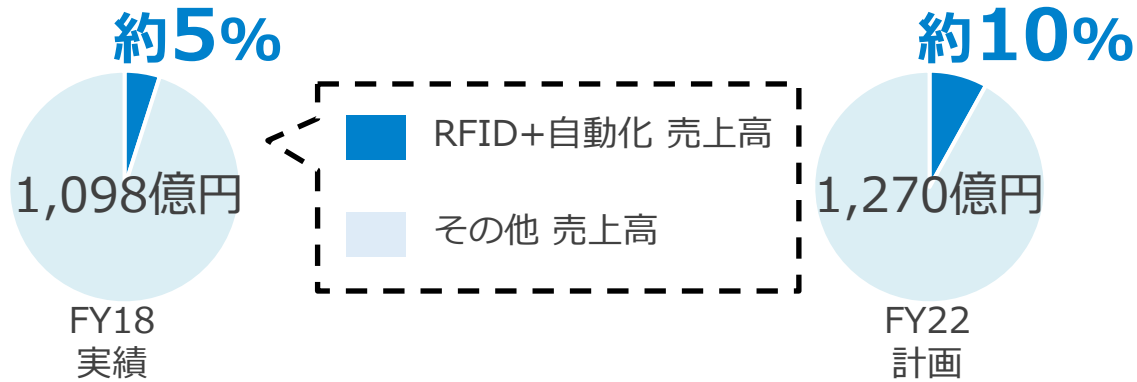 約5%
1,098億円
FY18
実績
RFID+自動化 売上高
その他 売上高
約10%
1,270億円
FY22
計画